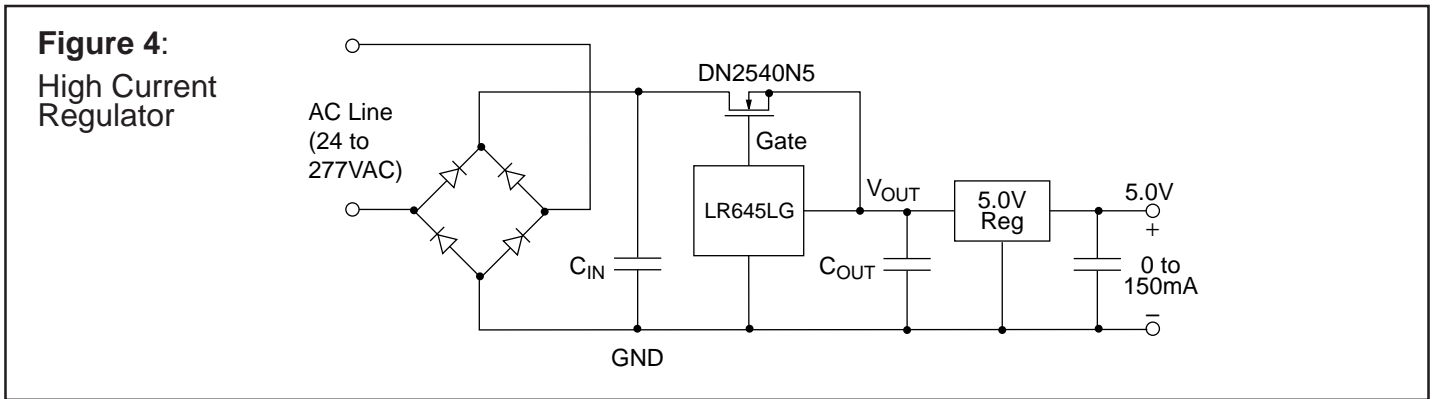 Figure 4:
High Current
Regulator
AC Line
(24 to
277VAC)
DN2540N5
Gate
LR645LG
VOUT
5.0V
Reg
5.0V
+
CIN
COUT
0 to
150mA
–
GND